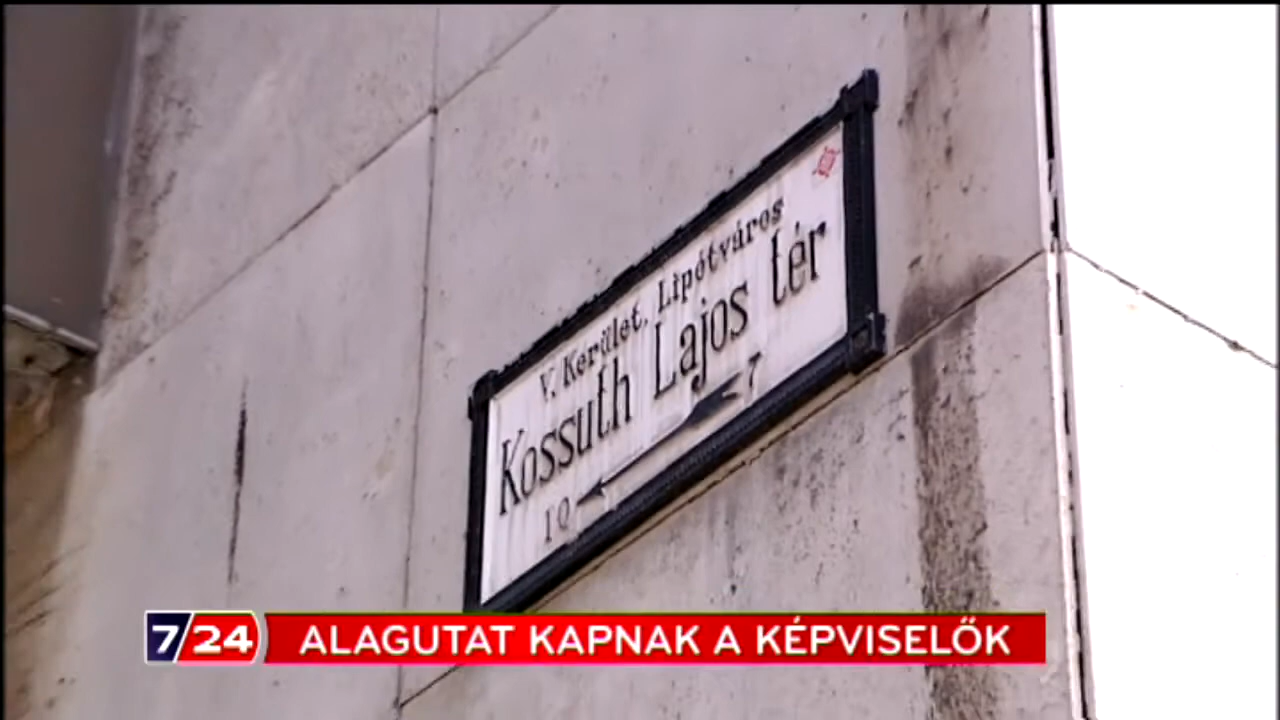 V. Kerület, Lipótváros
Kossuth Lajos tér
7
10
7/24 ALAGUTAT KAPNAK A KÉPVISELŐK